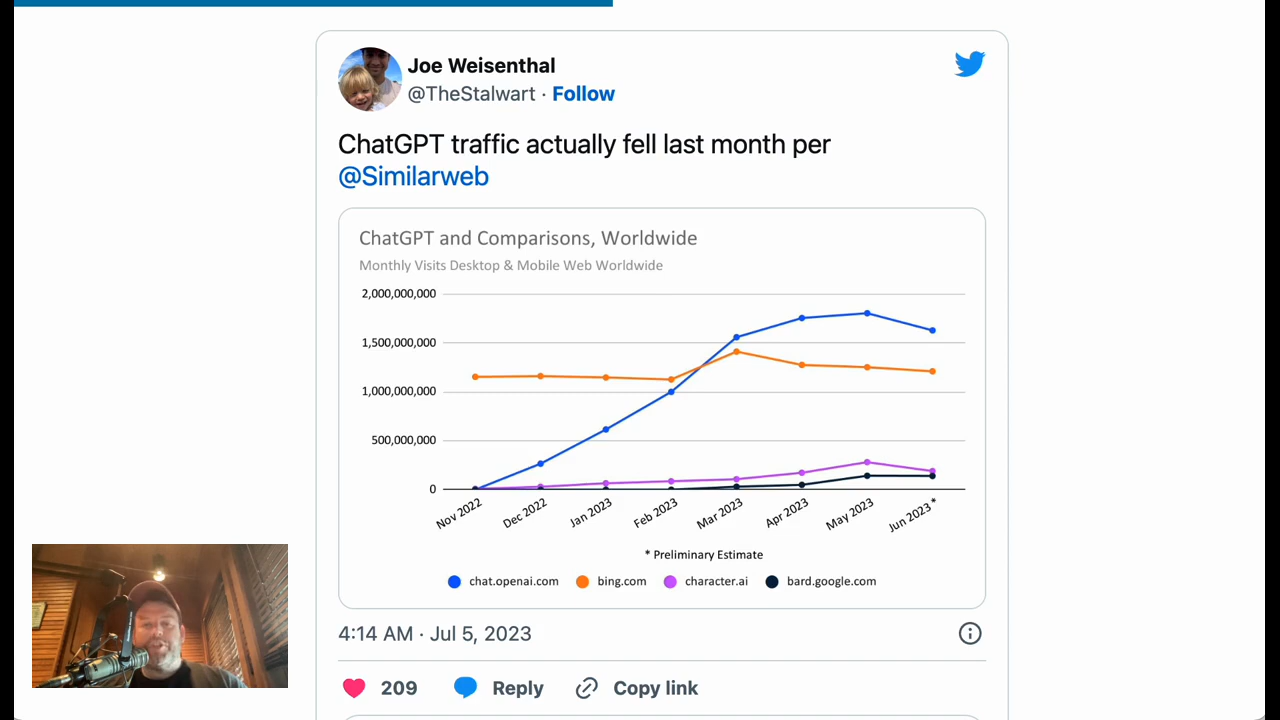 Joe Weisenthal
@TheStalwart · Follow
ChatGPT traffic actually fell last month per
@Similarweb
ChatGPT and Comparisons, Worldwide
Monthly Visits Desktop & Mobile Web Worldwide
2,000,000,000
1,500,000,000
1,000,000,000
500,000,000
0
Nov 2022
Dec 2022
Jan 2023
Feb 2023
Mar 2023
Apr 2023
May 2023
Jun 2023 *
* Preliminary Estimate
chat.openai.com
bing.com
character.ai
bard.google.com
4:14 AM · Jul 5, 2023
209
Reply
Copy link